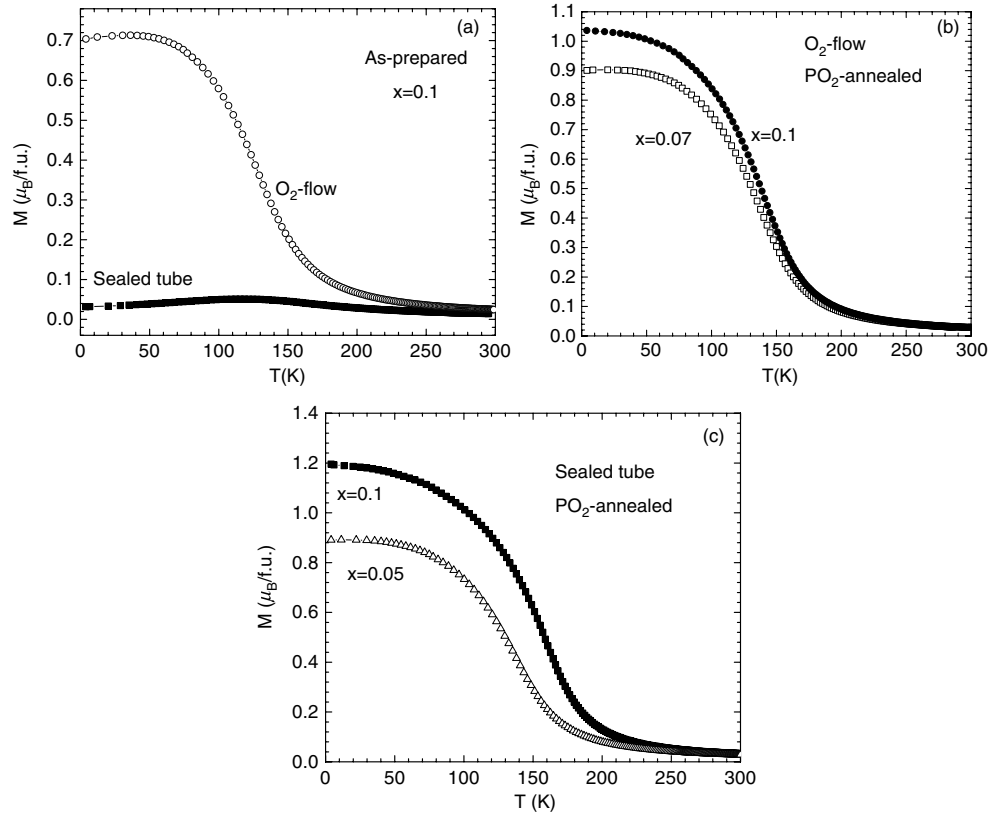 (a)
As-prepared
x=0.1
O₂-flow
Sealed tube
M (μB/f.u.)
0.7
0.6
0.5
0.4
0.3
0.2
0.1
0.0
0 50 100 150 200 250 300
T(K)
(b)
O₂-flow
PO₂-annealed
x=0.07
x=0.1
M (μB/f.u.)
1.1
1.0
0.9
0.8
0.7
0.6
0.5
0.4
0.3
0.2
0.1
0.0
0 50 100 150 200 250 300
T(K)
(c)
Sealed tube
PO₂-annealed
x=0.1
x=0.05
M (μB/f.u.)
1.4
1.2
1.0
0.8
0.6
0.4
0.2
0.0
0 50 100 150 200 250 300
T (K)